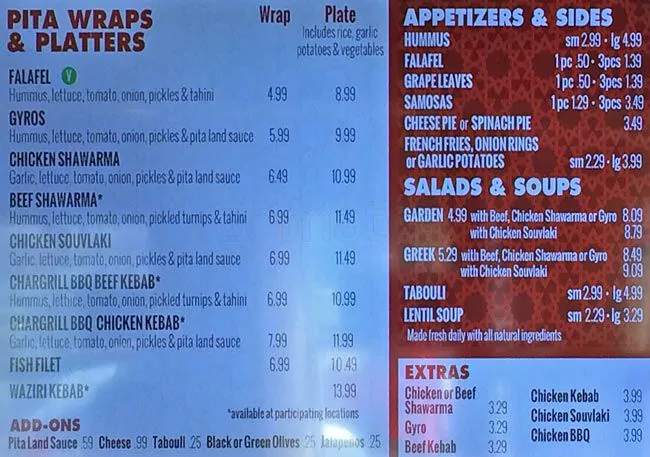 PITA WRAPS
& PLATTERS
Wrap
Plate
Includes rice, garlic
potatoes & vegetables
FALAFEL V
Hummus, lettuce, tomato, onion, pickles & tahini 4.99 8.99
GYROS
Hummus, lettuce, tomato, onion, pickles & pita land sauce 5.99 9.99
CHICKEN SHAWARMA
Garlic, lettuce, tomato, onion, pickles & pita land sauce 6.49 10.99
BEEF SHAWARMA*
Hummus, lettuce, tomato, onion, pickled turnips & tahini 6.99 11.49
CHICKEN SOUVLAKI
Garlic, lettuce, tomato, onion, pickles & pita land sauce 6.99 11.49
CHARGRILL BBQ BEEF KEBAB*
Hummus, lettuce, tomato, onion, pickled turnips & tahini 6.99 10.99
CHARGRILL BBQ CHICKEN KEBAB*
Garlic, lettuce, tomato, onion, pickles & pita land sauce 7.99 11.99
FISH FILET 6.99 10.49
WAZIRI KEBAB* 13.99
*available at participating locations
ADD-ONS
Pita Land Sauce .59 Cheese .99 Tabouli .25 Black or Green Olives .25 Jalapeños .25
APPETIZERS & SIDES
HUMMUS sm 2.99 • lg 4.99
FALAFEL 1 pc .50 • 3pcs 1.39
GRAPE LEAVES 1 pc .50 • 3pcs 1.39
SAMOSAS 1 pc 1.29 • 3pcs 3.49
CHEESE PIE or SPINACH PIE 3.49
FRENCH FRIES, ONION RINGS
or GARLIC POTATOES sm 2.29 • lg 3.99
SALADS & SOUPS
GARDEN 4.99 with Beef, Chicken Shawarma or Gyro 8.09
with Chicken Souvlaki 8.79
GREEK 5.29 with Beef, Chicken Shawarma or Gyro 8.49
with Chicken Souvlaki 9.09
TABOULI sm 2.99 • lg 4.99
LENTIL SOUP sm 2.29 • lg 3.29
Made fresh daily with all natural ingredients
EXTRAS
Chicken or Beef
Shawarma 3.29
Gyro 3.29
Beef Kebab 3.29
Chicken Kebab 3.99
Chicken Souvlaki 3.99
Chicken BBQ 3.99